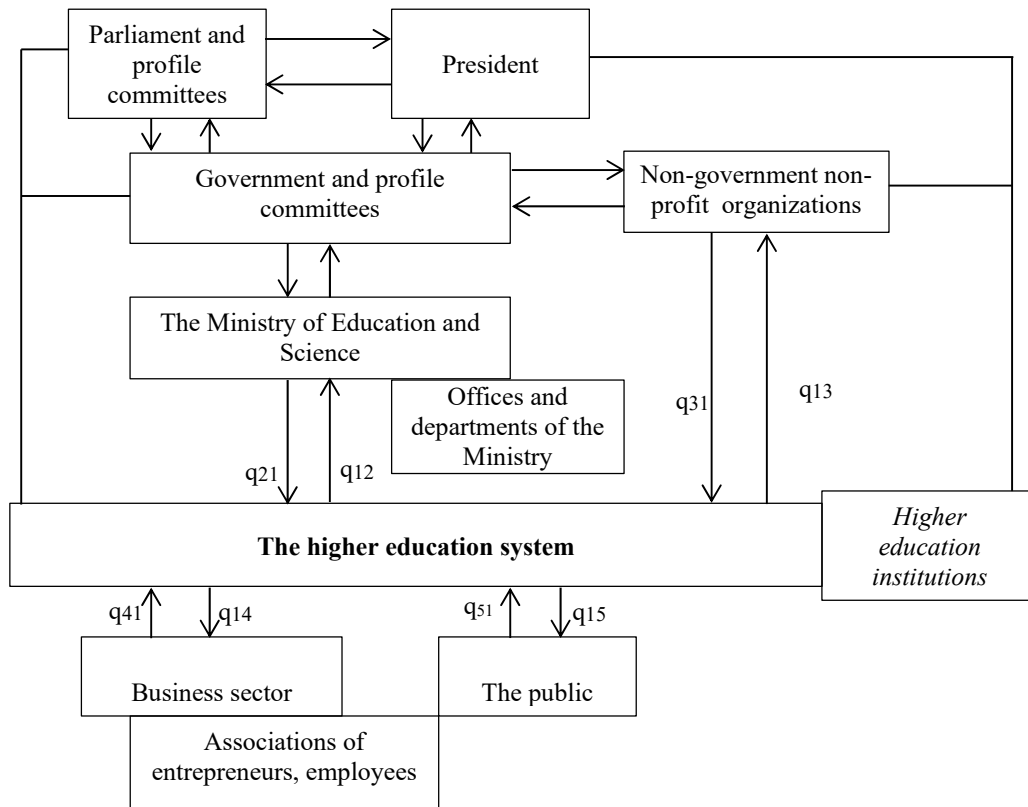 Parliament and
profile
committees
President
Government and profile
committees
Non-government non-
profit organizations
The Ministry of Education and
Science
Offices and
departments of the
Ministry
q31
q13
q21
q12
The higher education system
Higher
education
institutions
q41
q14
q51
q15
Business sector
The public
Associations of
entrepreneurs, employees